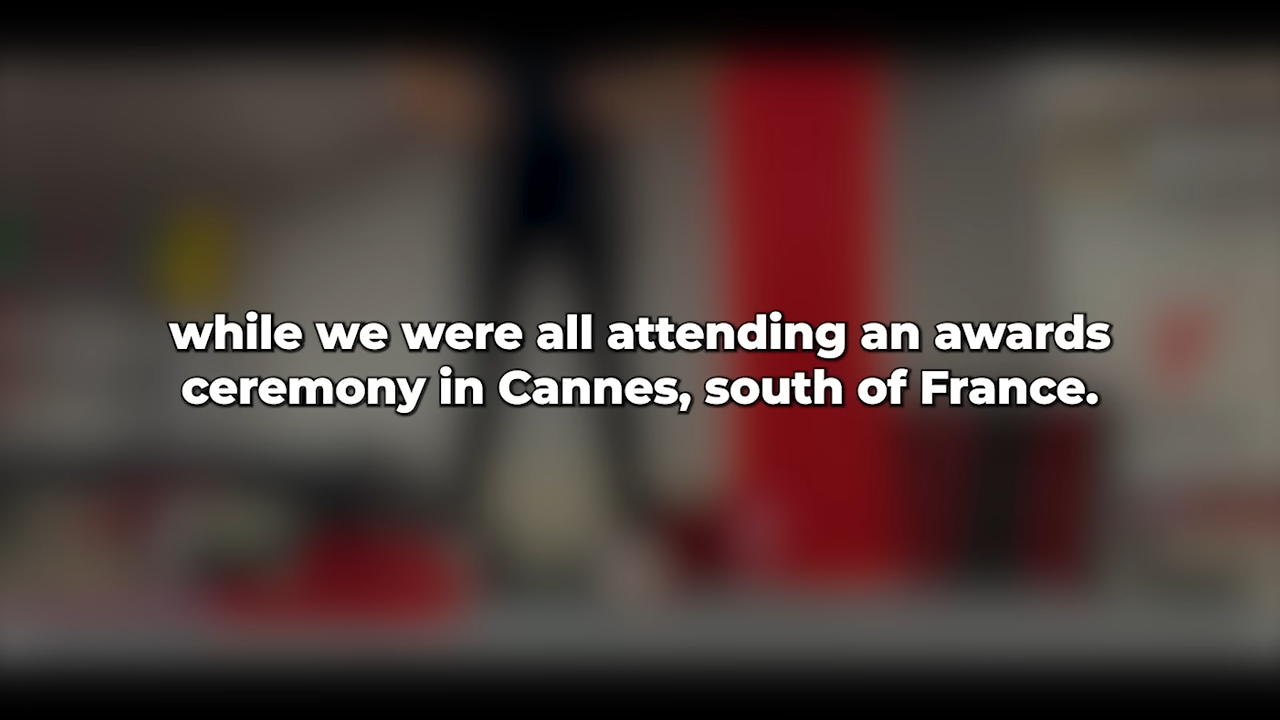 while we were all attending an awards
ceremony in Cannes, south of France.